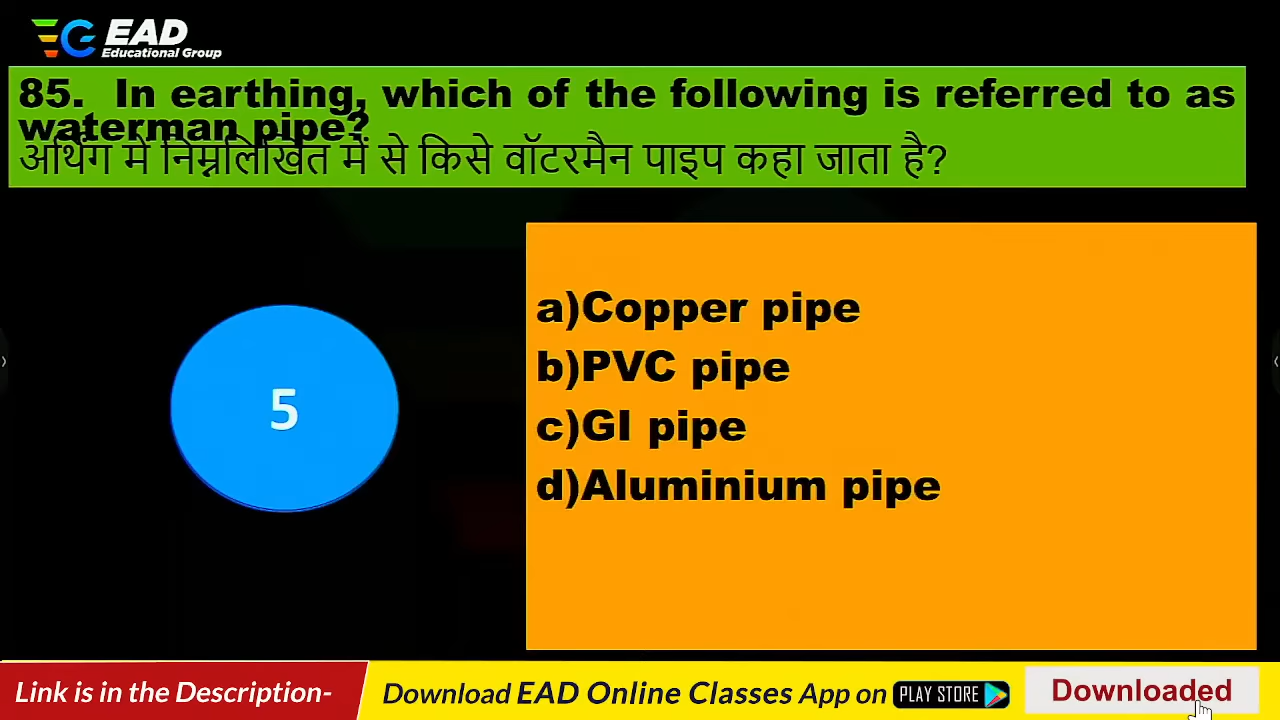 EAD
Educational Group
85. In earthing, which of the following is referred to as
waterman pipe?
अर्थिंग में निम्नलिखित में से किसे वॉटरमैन पाइप कहा जाता है?
5
a)Copper pipe
b)PVC pipe
c)GI pipe
d)Aluminium pipe
Link is in the Description- Download EAD Online Classes App on PLAY STORE Downloaded